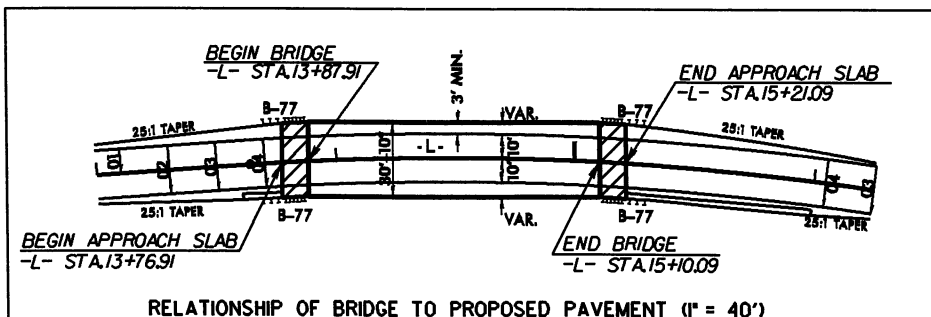 BEGIN BRIDGE
-L- STA.13+87.91
3' MIN.
END APPROACH SLAB
-L- STA.15+21.09
B-77
VAR.
B-77
25:1 TAPER
25:1 TAPER
-L-
30'-10"
10' 10'
25:1 TAPER
B-77
VAR.
B-77
25:1 TAPER
BEGIN APPROACH SLAB
-L- STA.13+76.91
END BRIDGE
-L- STA.15+10.09
RELATIONSHIP OF BRIDGE TO PROPOSED PAVEMENT (1" = 40')